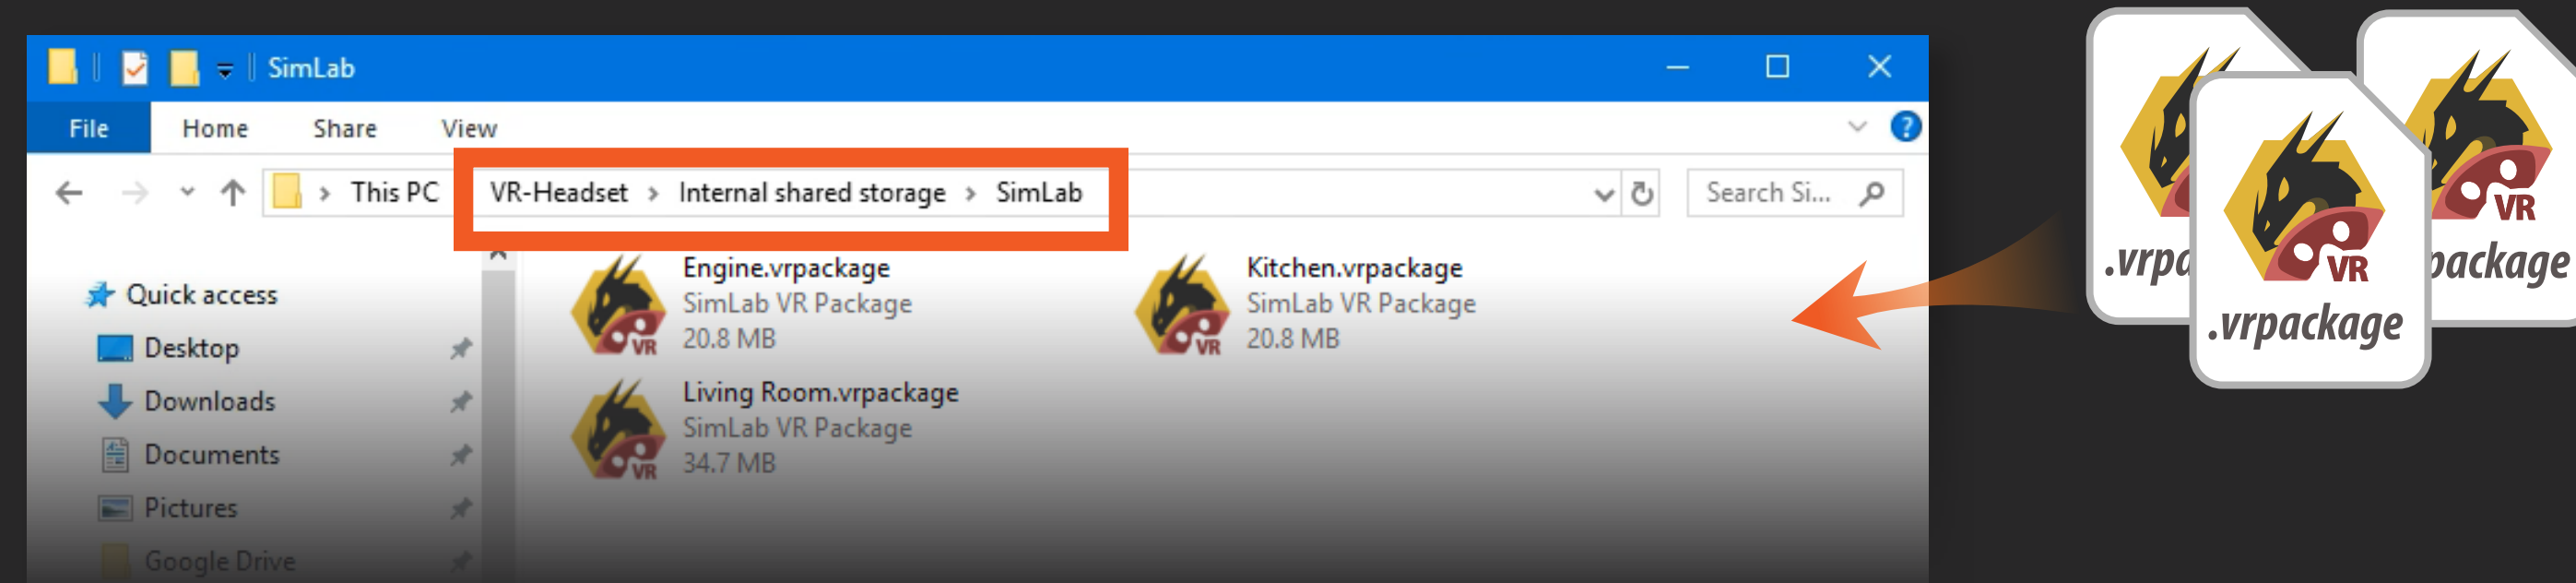 SimLab
File Home Share View
This PC VR-Headset Internal shared storage SimLab
Search Si...
Quick access
Desktop
Downloads
Documents
Pictures
Google Drive
Engine.vrpackage
SimLab VR Package
20.8 MB
Kitchen.vrpackage
SimLab VR Package
20.8 MB
Living Room.vrpackage
SimLab VR Package
34.7 MB
VR
VR
VR
VR
.vrpa
VR
.vrpackage
package